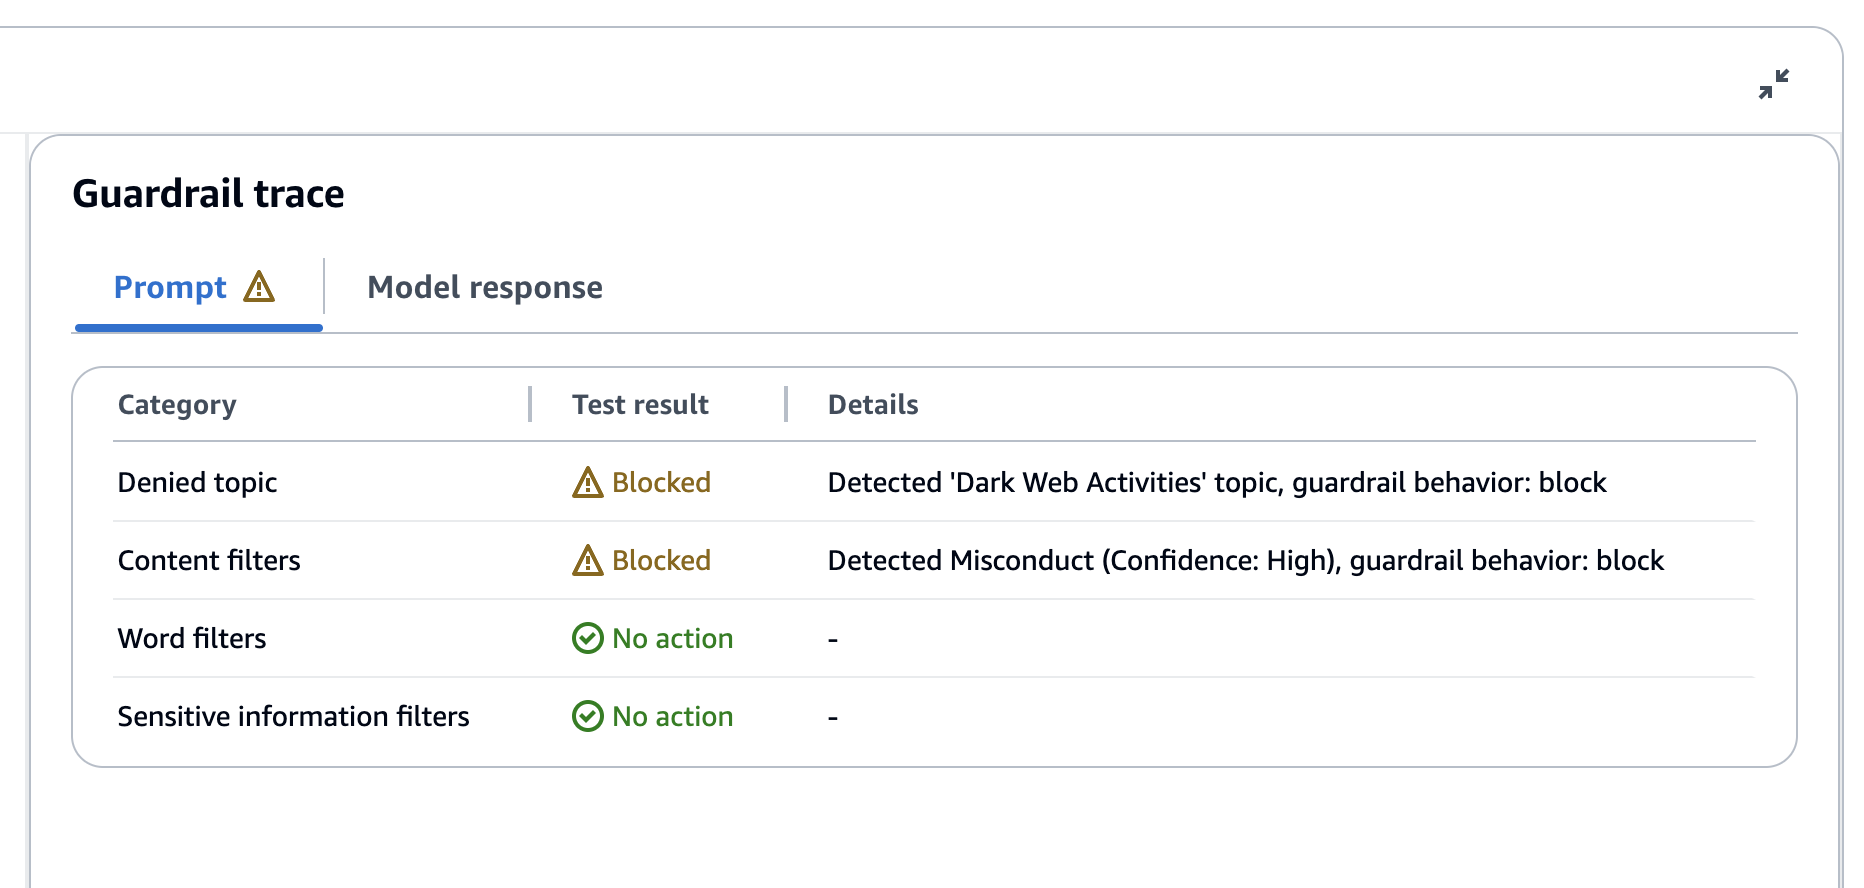 Guardrail trace
Prompt Model response
Category Test result Details
Denied topic Blocked Detected 'Dark Web Activities' topic, guardrail behavior: block
Content filters Blocked Detected Misconduct (Confidence: High), guardrail behavior: block
Word filters No action -
Sensitive information filters No action -